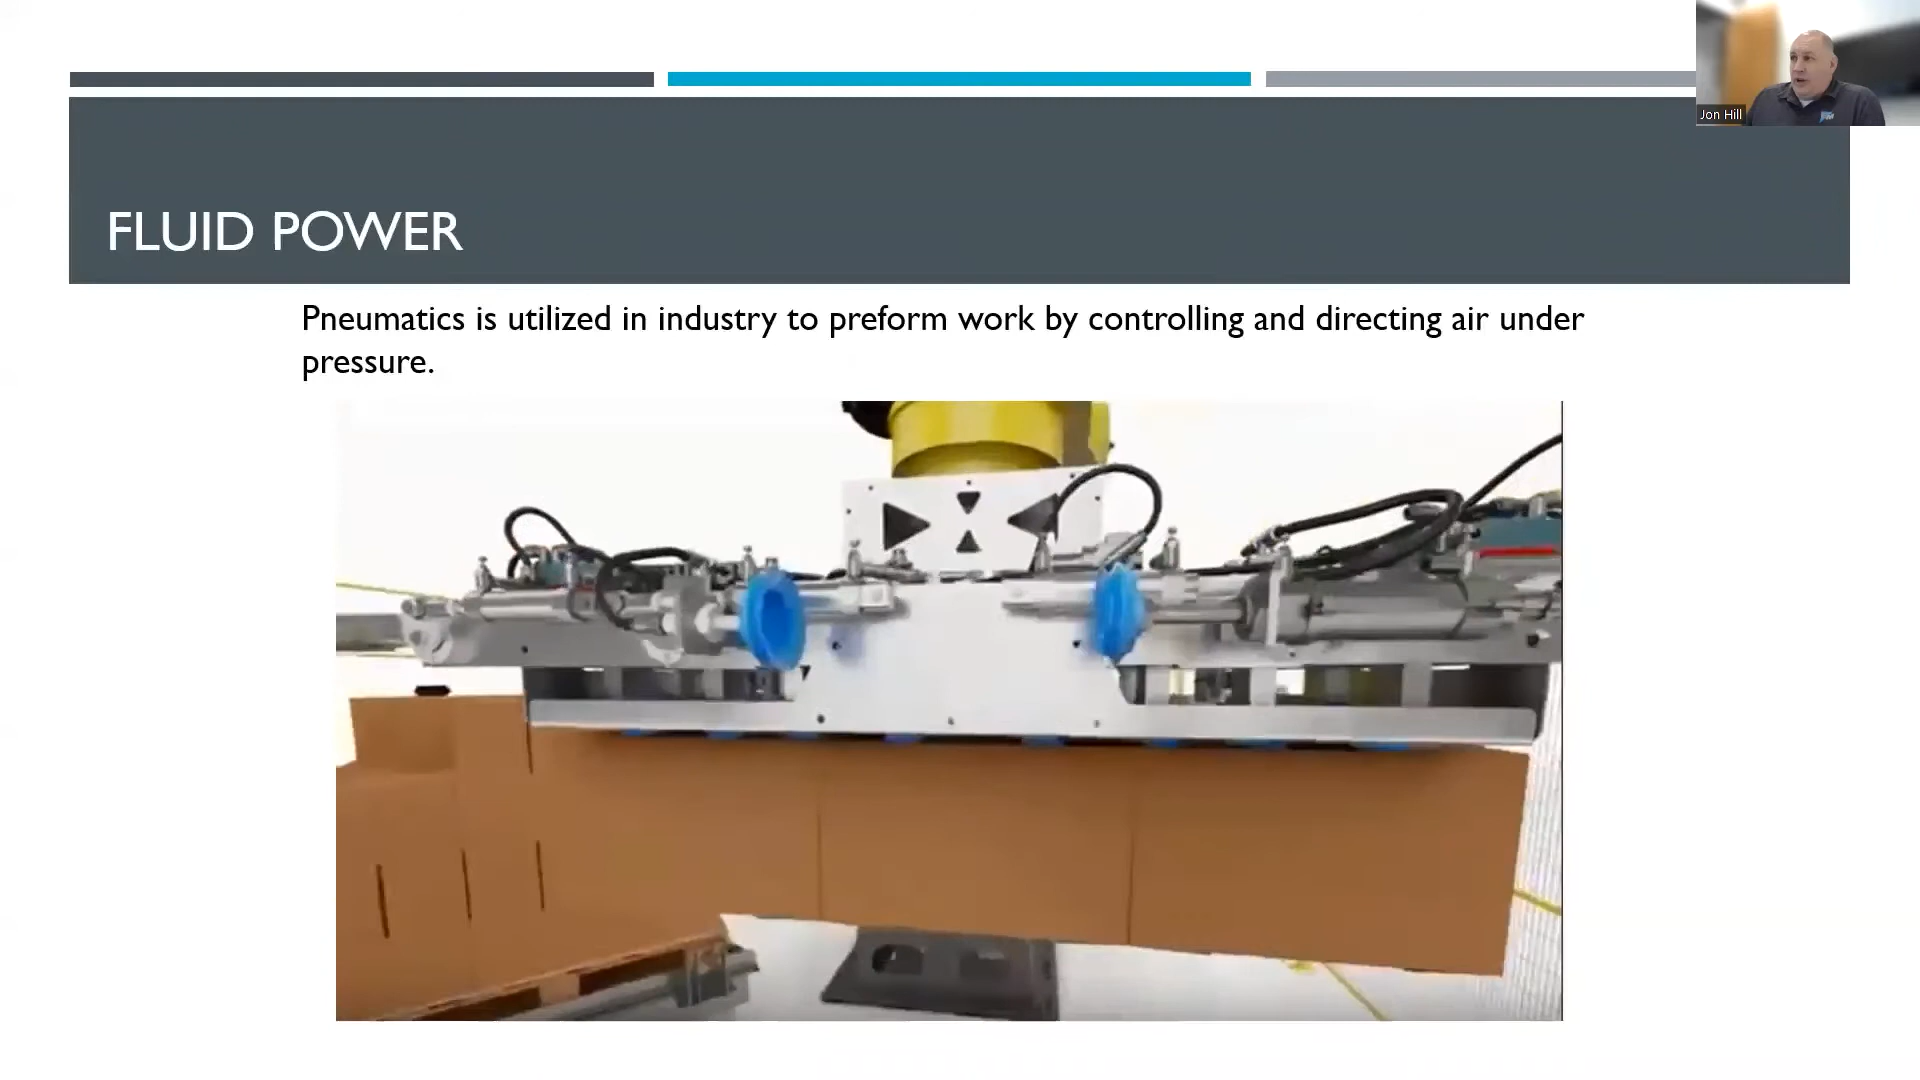 Jon Hill
FLUID POWER
Pneumatics is utilized in industry to preform work by controlling and directing air under
pressure.